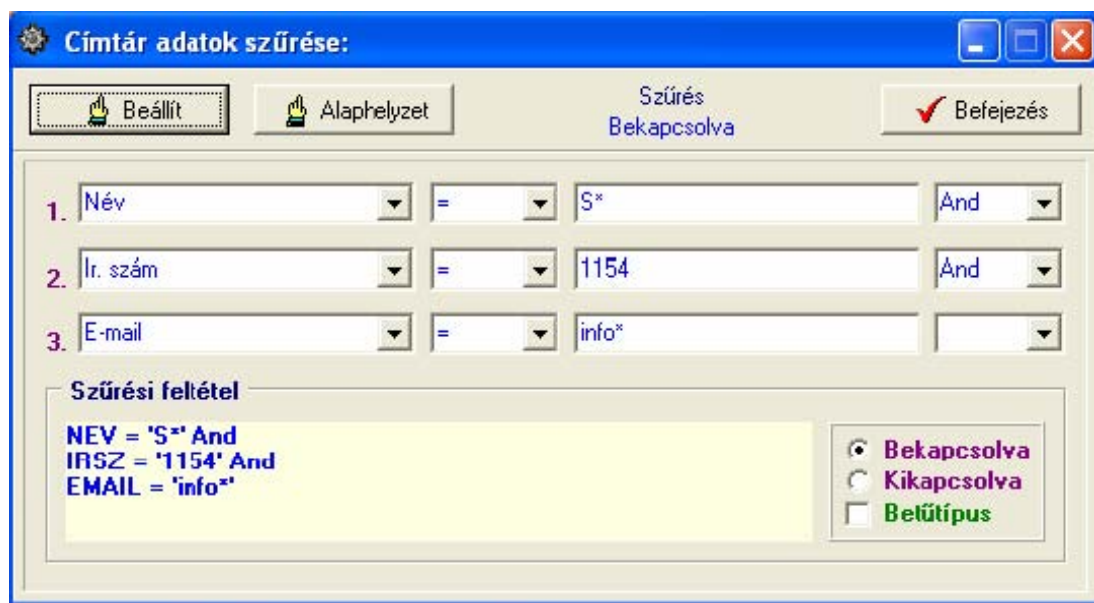 Címtár adatok szűrése:
Beállít Alaphelyzet Szűrés Bekapcsolva Befejezés
1. Név = S* And
2. Ir. szám = 1154 And
3. E-mail = info*
Szűrési feltétel
NEV = 'S*' And
IRSZ = '1154' And
EMAIL = 'info*'
Bekapcsolva
Kikapcsolva
Betűtípus